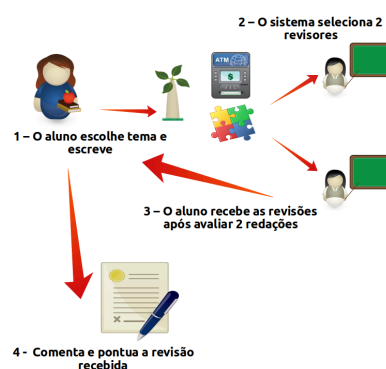 2 – O sistema seleciona 2
revisores
ATM
$
1 – O aluno escolhe tema e
escreve
3 – O aluno recebe as revisões
após avaliar 2 redações
4 -  Comenta e pontua a revisão
recebida